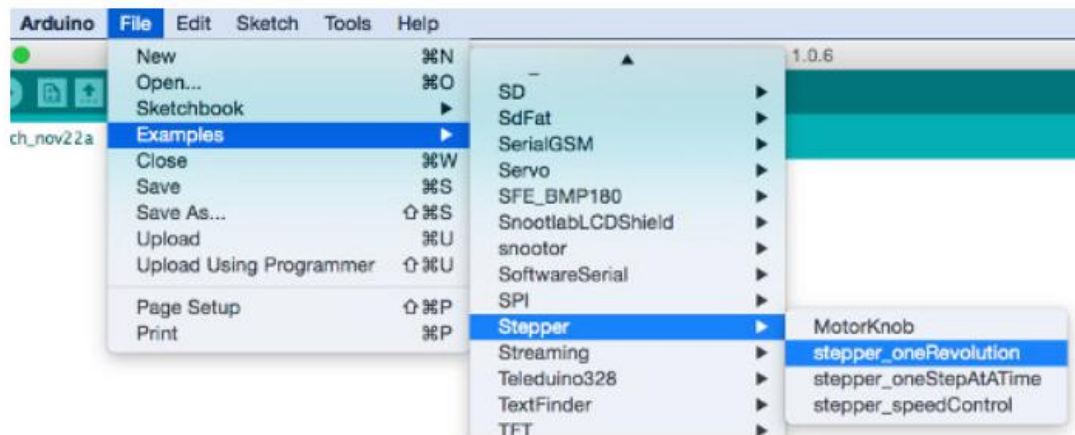 Arduino File Edit Sketch Tools Help
1.0.6
ch_nov22a
New ⌘N
Open... ⌘O
Sketchbook ▶
Examples ▶
Close ⌘W
Save ⌘S
Save As... ⇧⌘S
Upload ⌘U
Upload Using Programmer ⇧⌘U
Page Setup ⇧⌘P
Print ⌘P
▲
SD ▶
SdFat ▶
SerialGSM ▶
Servo ▶
SFE_BMP180 ▶
SnootlabLCDShield ▶
snootor ▶
SoftwareSerial ▶
SPI ▶
Stepper ▶
Streaming ▶
Teleduino328 ▶
TextFinder ▶
TFT ▶
MotorKnob
stepper_oneRevolution
stepper_oneStepAtATime
stepper_speedControl